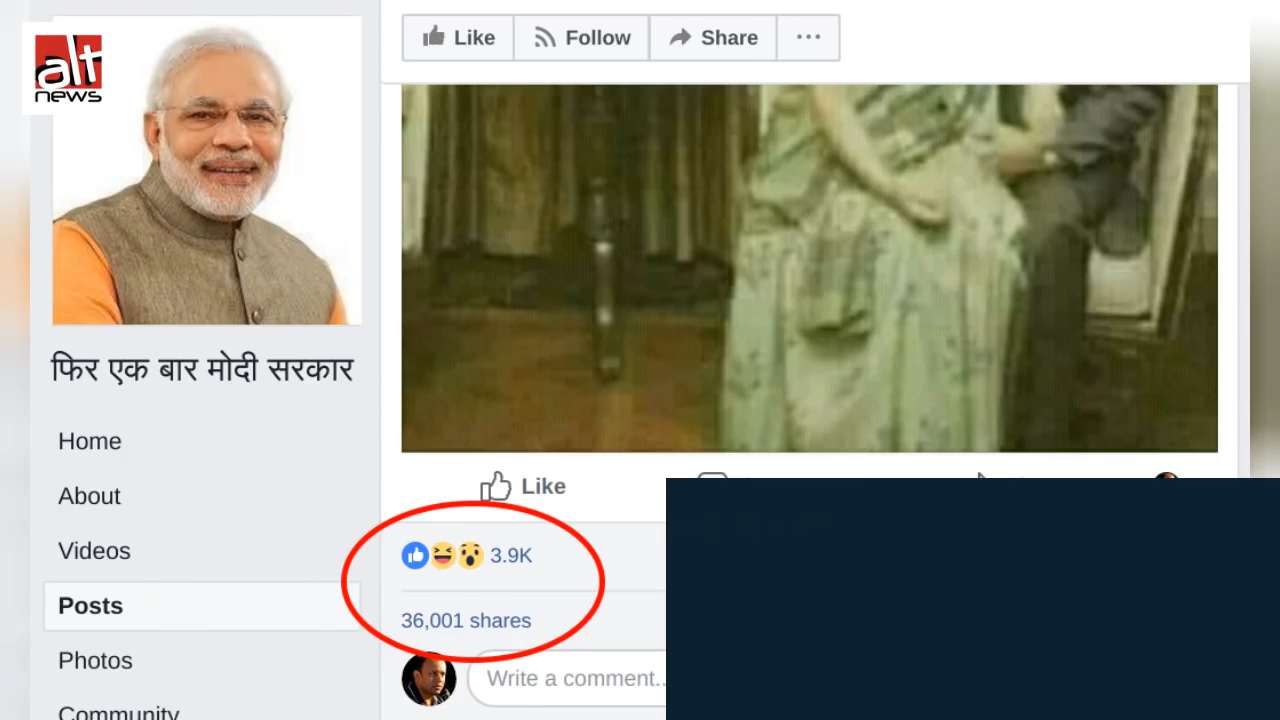 alt
news
Like
Follow
Share
फिर एक बार मोदी सरकार
Home
About
Videos
Posts
Photos
Community
Like
3.9K
36,001 shares
Write a comment..